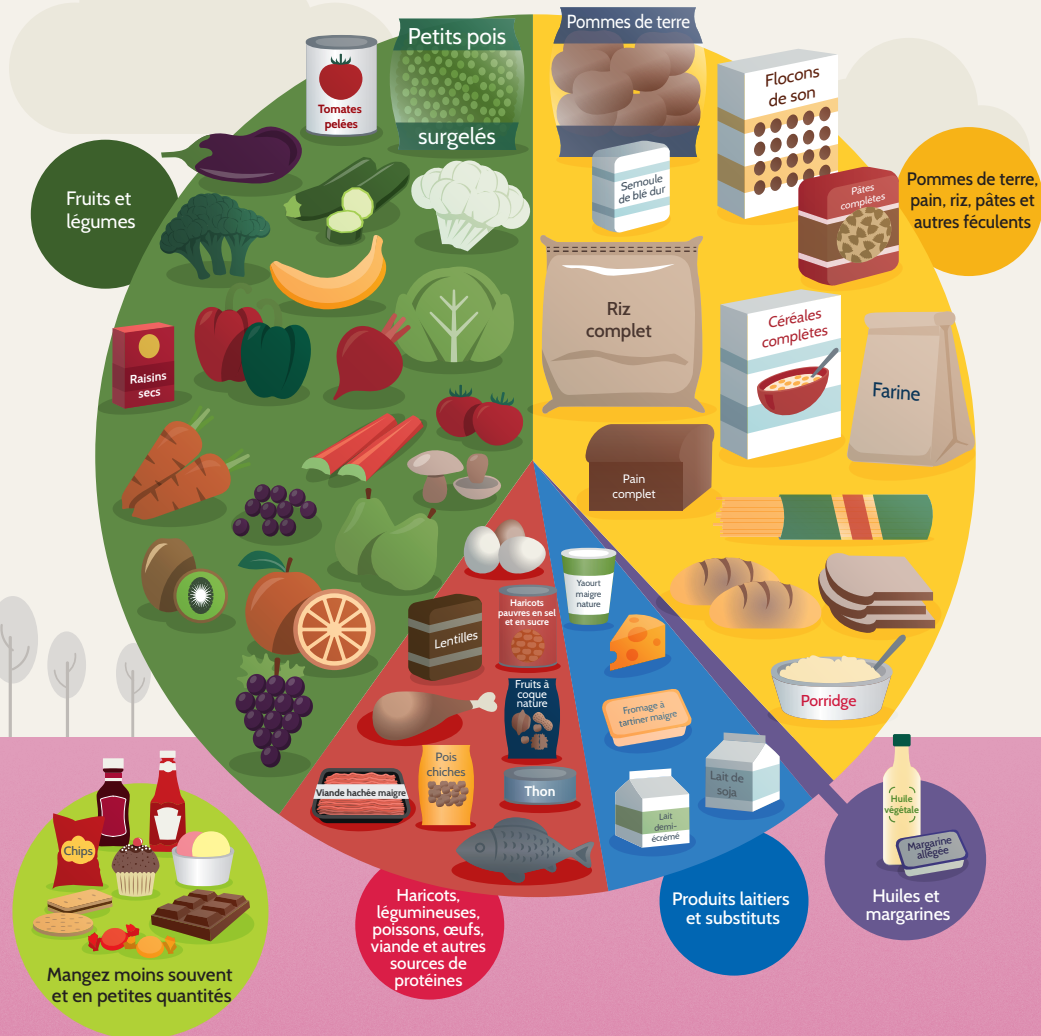 Petits pois
surgelés
Tomates
pelées
Pommes de terre
Flocons
de son
Semoule
de blé dur
Pâtes
complètes
Fruits et
légumes
Pommes de terre,
pain, riz, pâtes et
autres féculents
Riz
complet
Céréales
complètes
Farine
Raisins
secs
Pain
complet
Yaourt
maigre
nature
Haricots
pauvres en sel
et en sucre
Lentilles
Fruits à
coque
nature
Fromage à
tartiner maigre
Porridge
Pois
chiches
Viande hachée maigre
Thon
Lait de
soja
Lait
demi-
écrémé
Huile
végétale
Margarine
allégée
Huiles et
margarines
Chips
Mangez moins souvent
et en petites quantités
Haricots,
légumineuses,
poissons, œufs,
viande et autres
sources de
protéines
Produits laitiers
et substituts